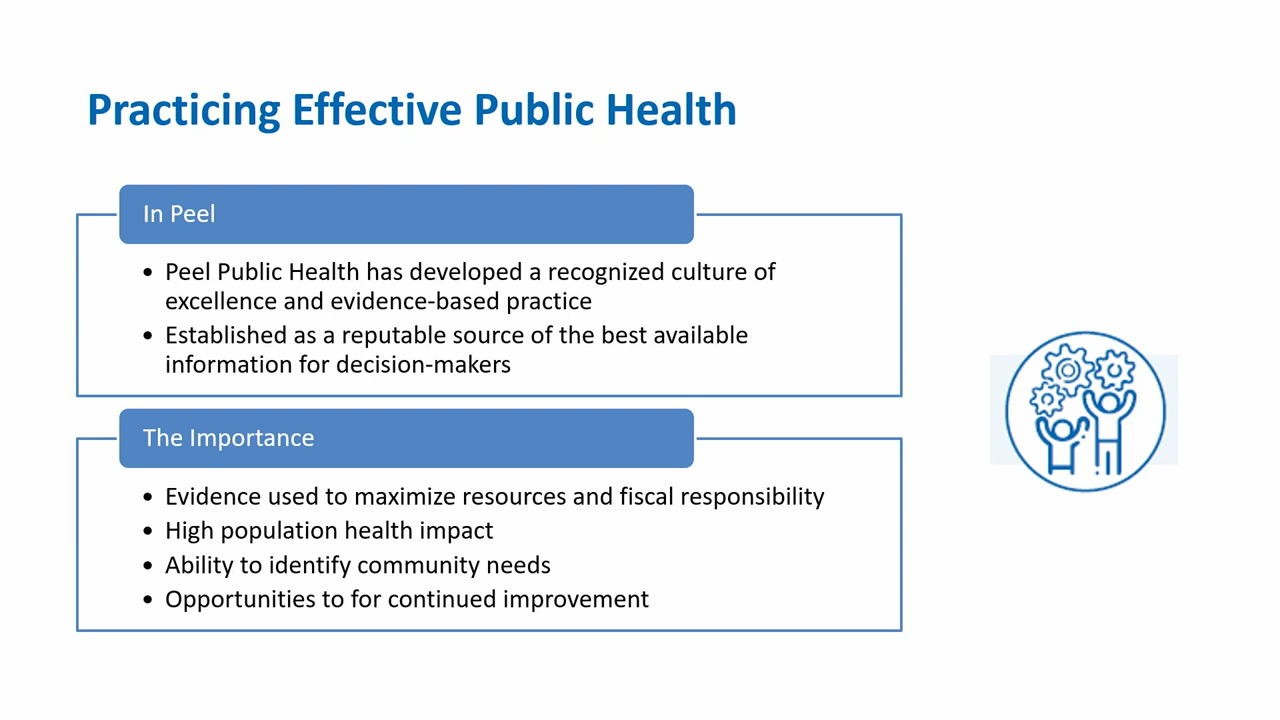 Practicing Effective Public Health
In Peel
• Peel Public Health has developed a recognized culture of
excellence and evidence-based practice
• Established as a reputable source of the best available
information for decision-makers
The Importance
• Evidence used to maximize resources and fiscal responsibility
• High population health impact
• Ability to identify community needs
• Opportunities to for continued improvement